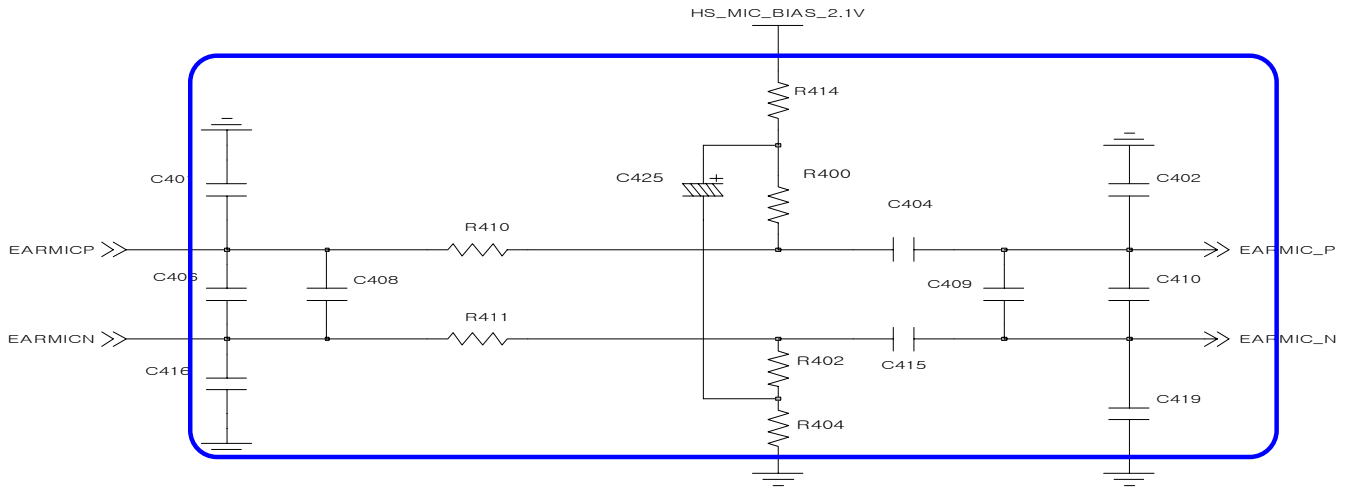 HS_MIC_BIAS_2.1V
R414
C425
+
R400
C402
C404
R410
EARMICP
EARMIC_P
C406
C408
C409
C410
R411
EARMICN
EARMIC_N
C416
R402
C415
C419
R404